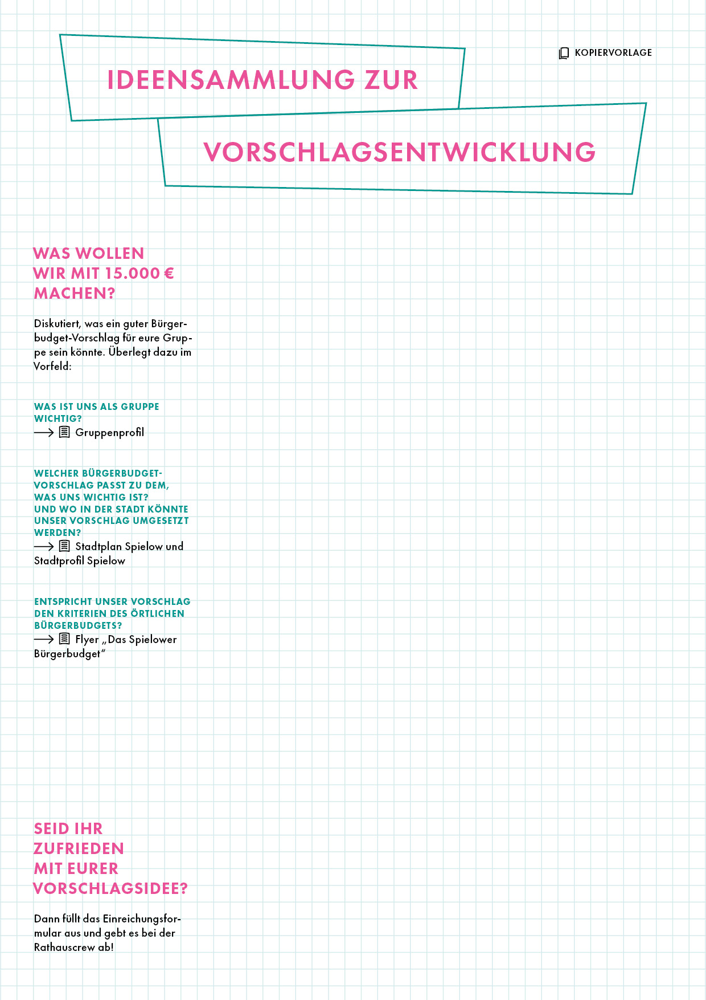 KOPIERVORLAGE
IDEENSAMMLUNG ZUR
VORSCHLAGSENTWICKLUNG
WAS WOLLEN
WIR MIT 15.000 €
MACHEN?
Diskutiert, was ein guter Bürger-
budget-Vorschlag für eure Grup-
pe sein könnte. Überlegt dazu im
Vorfeld:
WAS IST UNS ALS GRUPPE
WICHTIG?
→ Gruppenprofil
WELCHER BÜRGERBUDGET-
VORSCHLAG PASST ZU DEM,
WAS UNS WICHTIG IST?
UND WO IN DER STADT KÖNNTE
UNSER VORSCHLAG UMGESETZT
WERDEN?
→ Stadtplan Spielow und
Stadtprofil Spielow
ENTSPRICHT UNSER VORSCHLAG
DEN KRITERIEN DES ÖRTLICHEN
BÜRGERBUDGETS?
→ Flyer „Das Spielower
Bürgerbudget“
SEID IHR
ZUFRIEDEN
MIT EURER
VORSCHLAGSIDEE?
Dann füllt das Einreichungsfor-
mular aus und gebt es bei der
Rathauscrew ab!